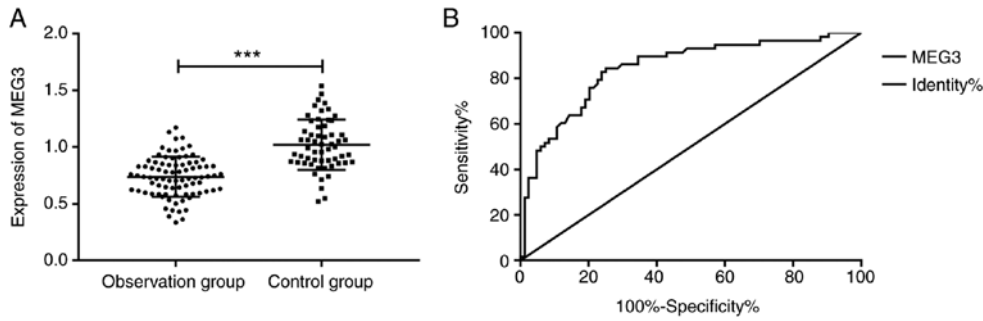 A
2.0
1.5
1.0
0.5
0.0
Expression of MEG3
***
Observation group
Control group
B
100
80
60
40
20
0
Sensitivity%
0 20 40 60 80 100
100%-Specificity%
MEG3
Identity%